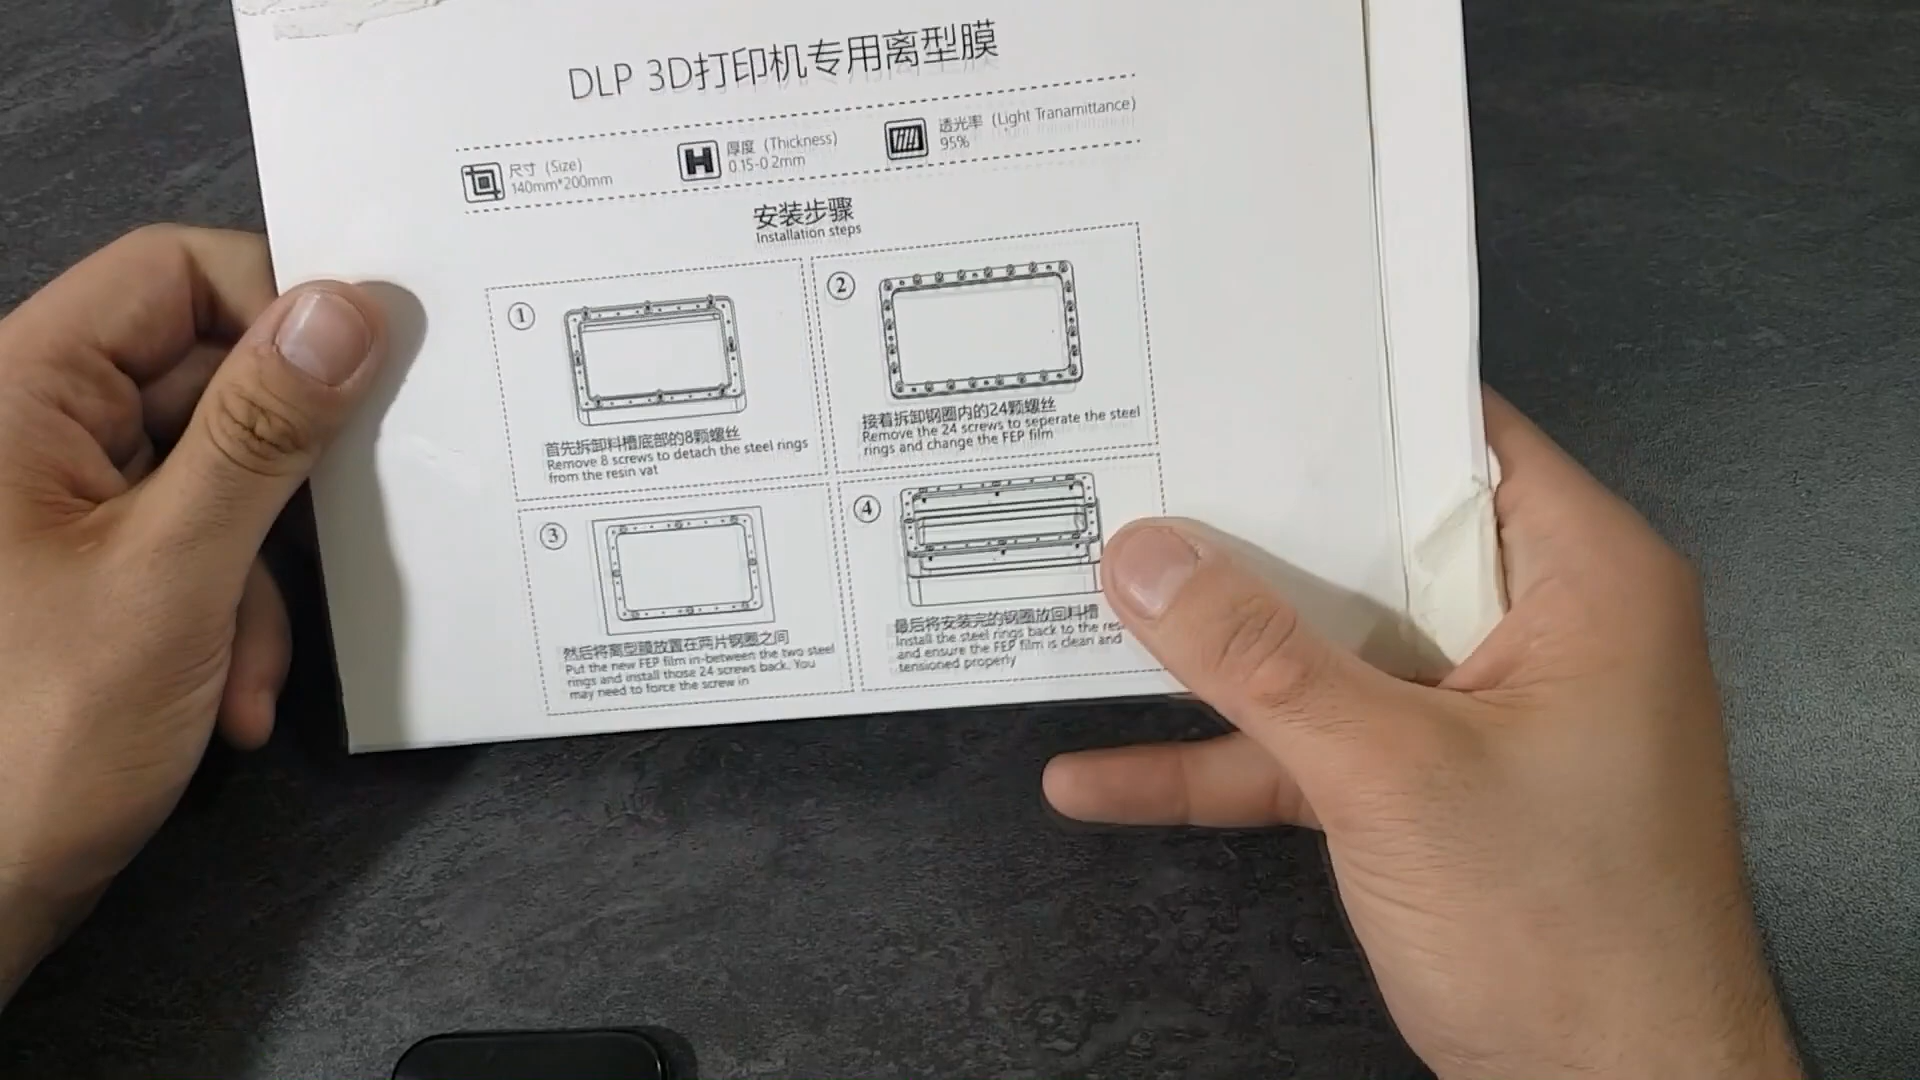 DLP 3D打印机专用离型膜
尺寸 (Size)
140mm*200mm
厚度 (Thickness)
0.15-0.2mm
透光率 (Light Tranamittance)
95%
安装步骤
Installation steps
1
首先拆卸料槽底部的8颗螺丝
Remove 8 screws to detach the steel rings
from the resin vat
2
接着拆卸钢圈内的24颗螺丝
Remove the 24 screws to seperate the steel
rings and change the FEP film
3
然后将离型膜放置在两片钢圈之间
Put the new FEP film in-between the two steel
rings and install those 24 screws back. You
may need to force the screw in
4
最后将安装完的钢圈放回料槽
Install the steel rings back to the
and ensure the FEP film is clean and
tensioned properly